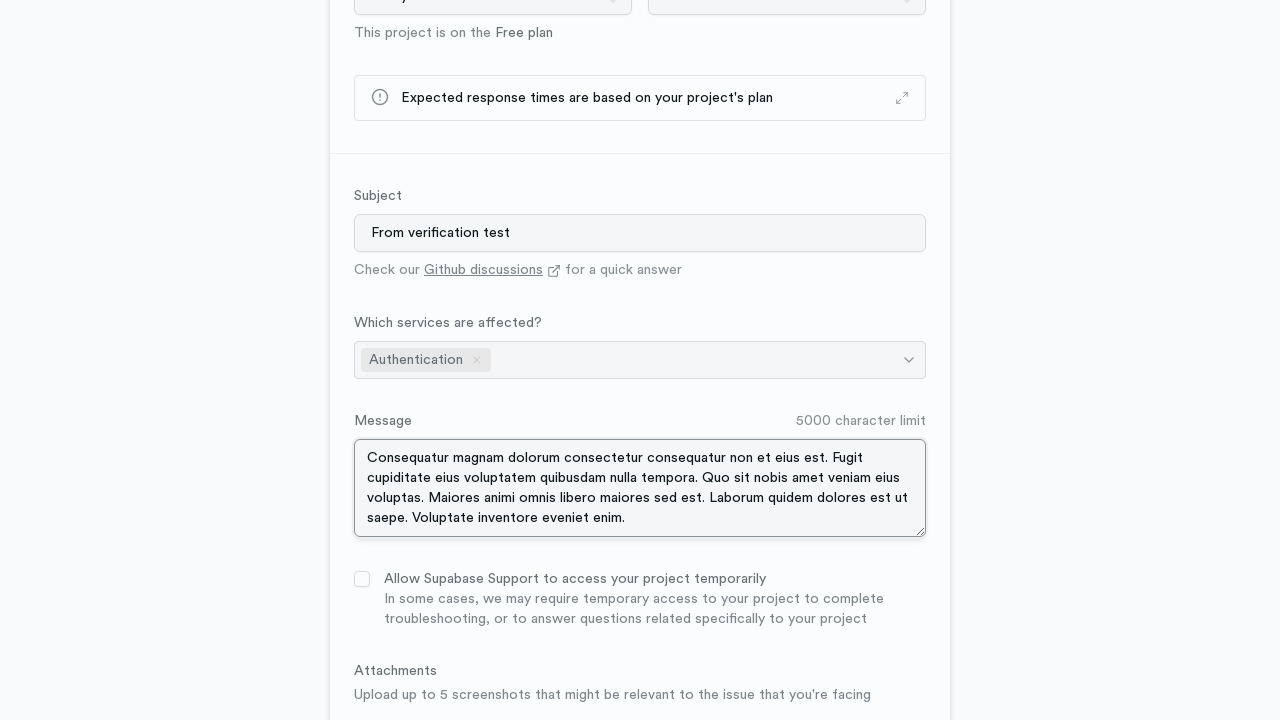 This project is on the Free plan
Expected response times are based on your project's plan
Subject
From verification test
Check our Github discussions for a quick answer
Which services are affected?
Authentication
Message
5000 character limit
Consequatur magnam dolorum consectetur consequatur non et eius est. Fugit
cupiditate eius voluptatem quibusdam nulla tempora. Quo sit nobis amet veniam eius
voluptas. Maiores animi omnis libero maiores sed est. Laborum quidem dolores est ut
saepe. Voluptate inventore eveniet enim.
Allow Supabase Support to access your project temporarily
In some cases, we may require temporary access to your project to complete
troubleshooting, or to answer questions related specifically to your project
Attachments
Upload up to 5 screenshots that might be relevant to the issue that you're facing